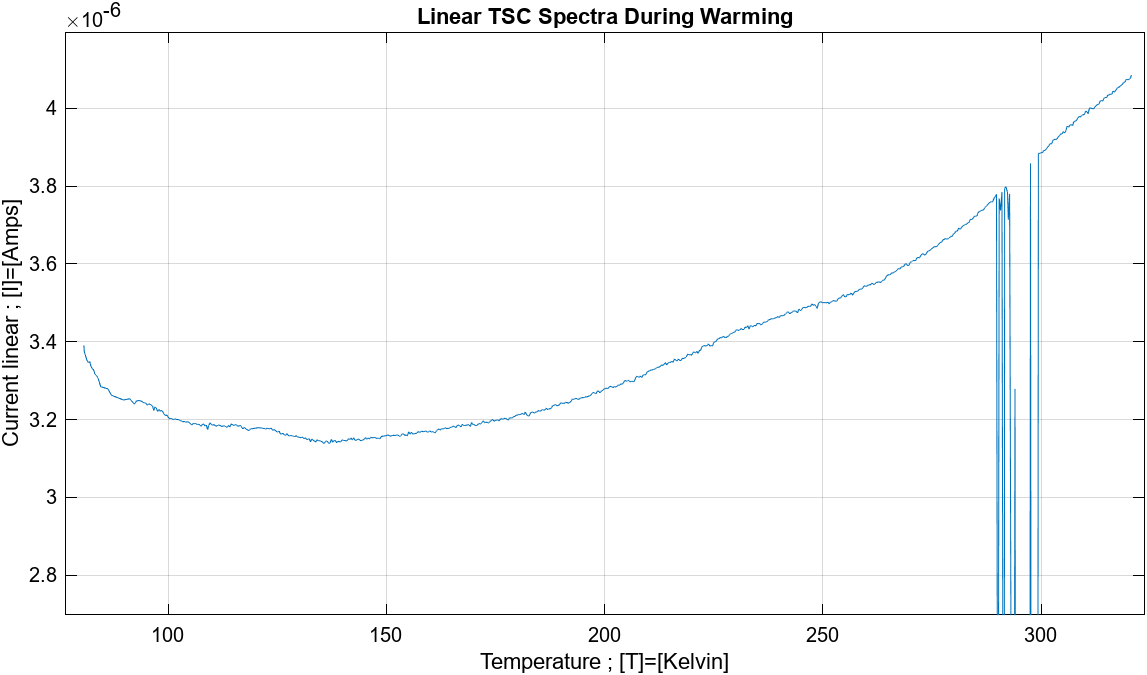 Linear TSC Spectra During Warming
×10-6
4
3.8
3.6
3.4
3.2
3
2.8
Current linear ; [I]=[Amps]
100 150 200 250 300
Temperature ; [T]=[Kelvin]